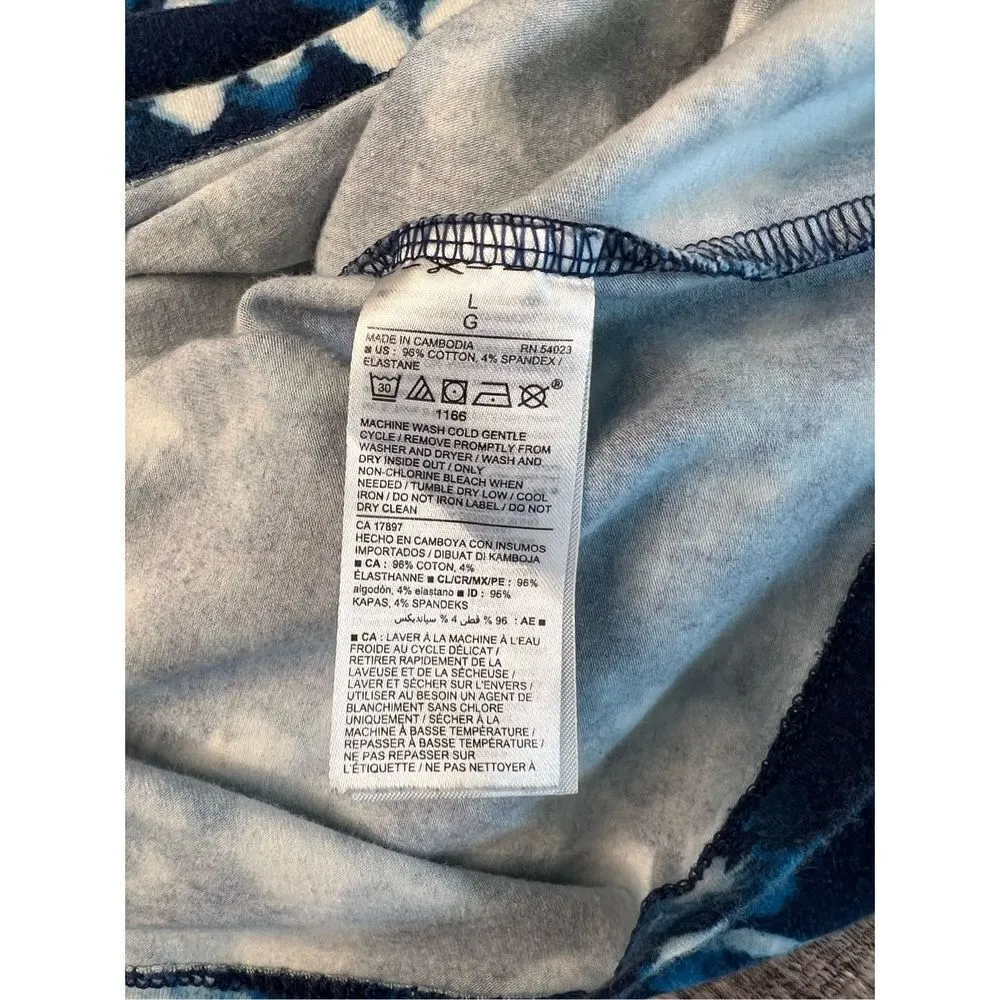 L
G
MADE IN CAMBODIA RN 54023
■ US : 96% COTTON, 4% SPANDEX /
ELASTANE
30 ®
1166
MACHINE WASH COLD GENTLE
CYCLE / REMOVE PROMPTLY FROM
WASHER AND DRYER / WASH AND
DRY INSIDE OUT / ONLY
NON-CHLORINE BLEACH WHEN
NEEDED / TUMBLE DRY LOW / COOL
IRON / DO NOT IRON LABEL / DO NOT
DRY CLEAN
CA 17897
HECHO EN CAMBOYA CON INSUMOS
IMPORTADOS / DIBUAT DI KAMBOJA
■ CA : 96% COTON, 4%
ÉLASTHANNE ■ CL/CR/MX/PE : 96%
algodón, 4% elastano ■ ID : 96%
KAPAS, 4% SPANDEKS
■ AE : 96 % قطن 4 % سباندیکس
■ CA : LAVER À LA MACHINE À L'EAU
FROIDE AU CYCLE DÉLICAT /
RETIRER RAPIDEMENT DE LA
LAVEUSE ET DE LA SÉCHEUSE /
LAVER ET SÉCHER SUR L'ENVERS /
UTILISER AU BESOIN UN AGENT DE
BLANCHIMENT SANS CHLORE
UNIQUEMENT / SÉCHER À LA
MACHINE À BASSE TEMPÉRATURE /
REPASSER À BASSE TEMPÉRATURE /
NE PAS REPASSER SUR
L'ÉTIQUETTE / NE PAS NETTOYER À